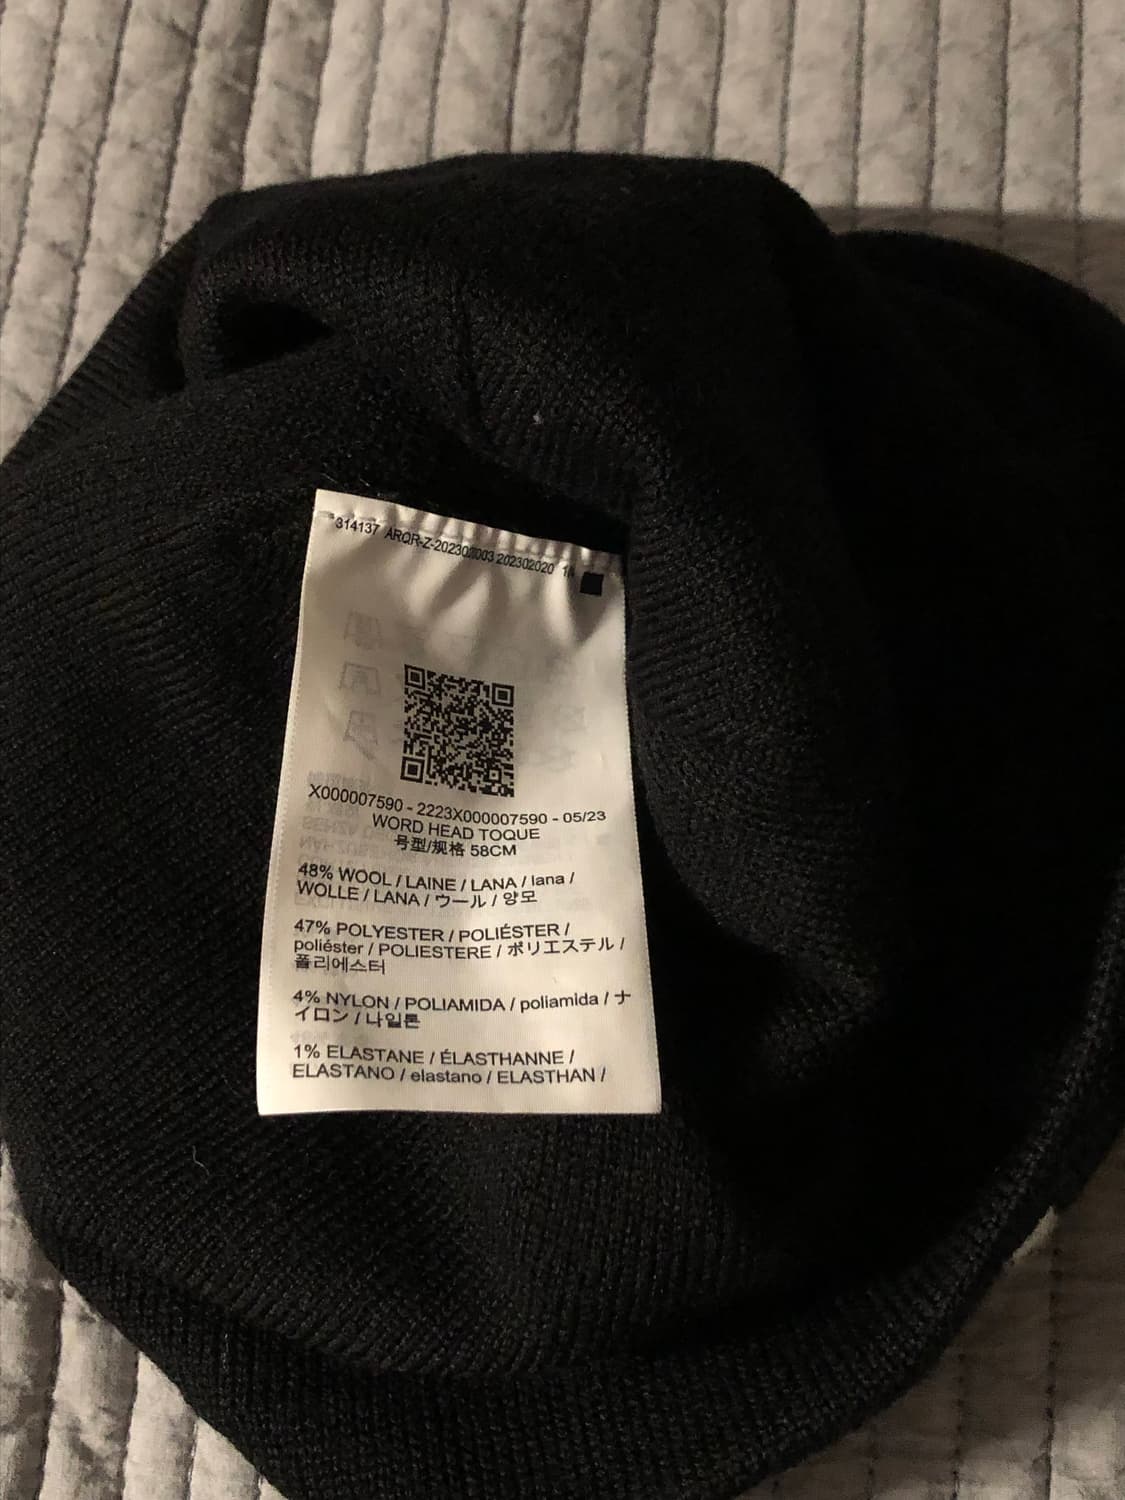 314137 ARQR-Z-202302003 202302020
X000007590 - 2223X000007590 - 05/23
WORD HEAD TOQUE
号型/规格 58CM
48% WOOL / LAINE / LANA / lana /
WOLLE / LANA / ウール / 양모
47% POLYESTER / POLIÉSTER /
poliéster / POLIESTERE / ポリエステル /
폴리에스터
4% NYLON / POLIAMIDA / poliamida / ナ
イロン / 나일론
1% ELASTANE / ÉLASTHANNE /
ELASTANO / elastano / ELASTHAN /